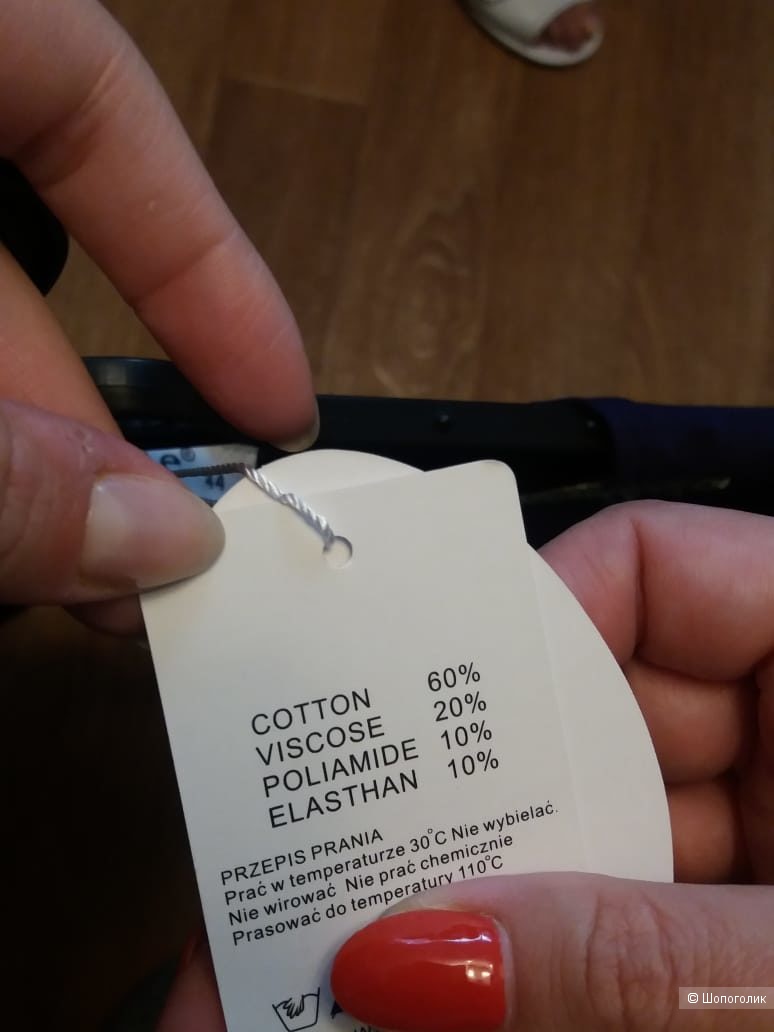 44
COTTON 60%
VISCOSE 20%
POLIAMIDE 10%
ELASTHAN 10%
PRZEPIS PRANIA
Prać w temperaturze 30°C Nie wybielać.
Nie wirować Nie prać chemicznie
Prasować do temperatury 110°C
© Шопоголик